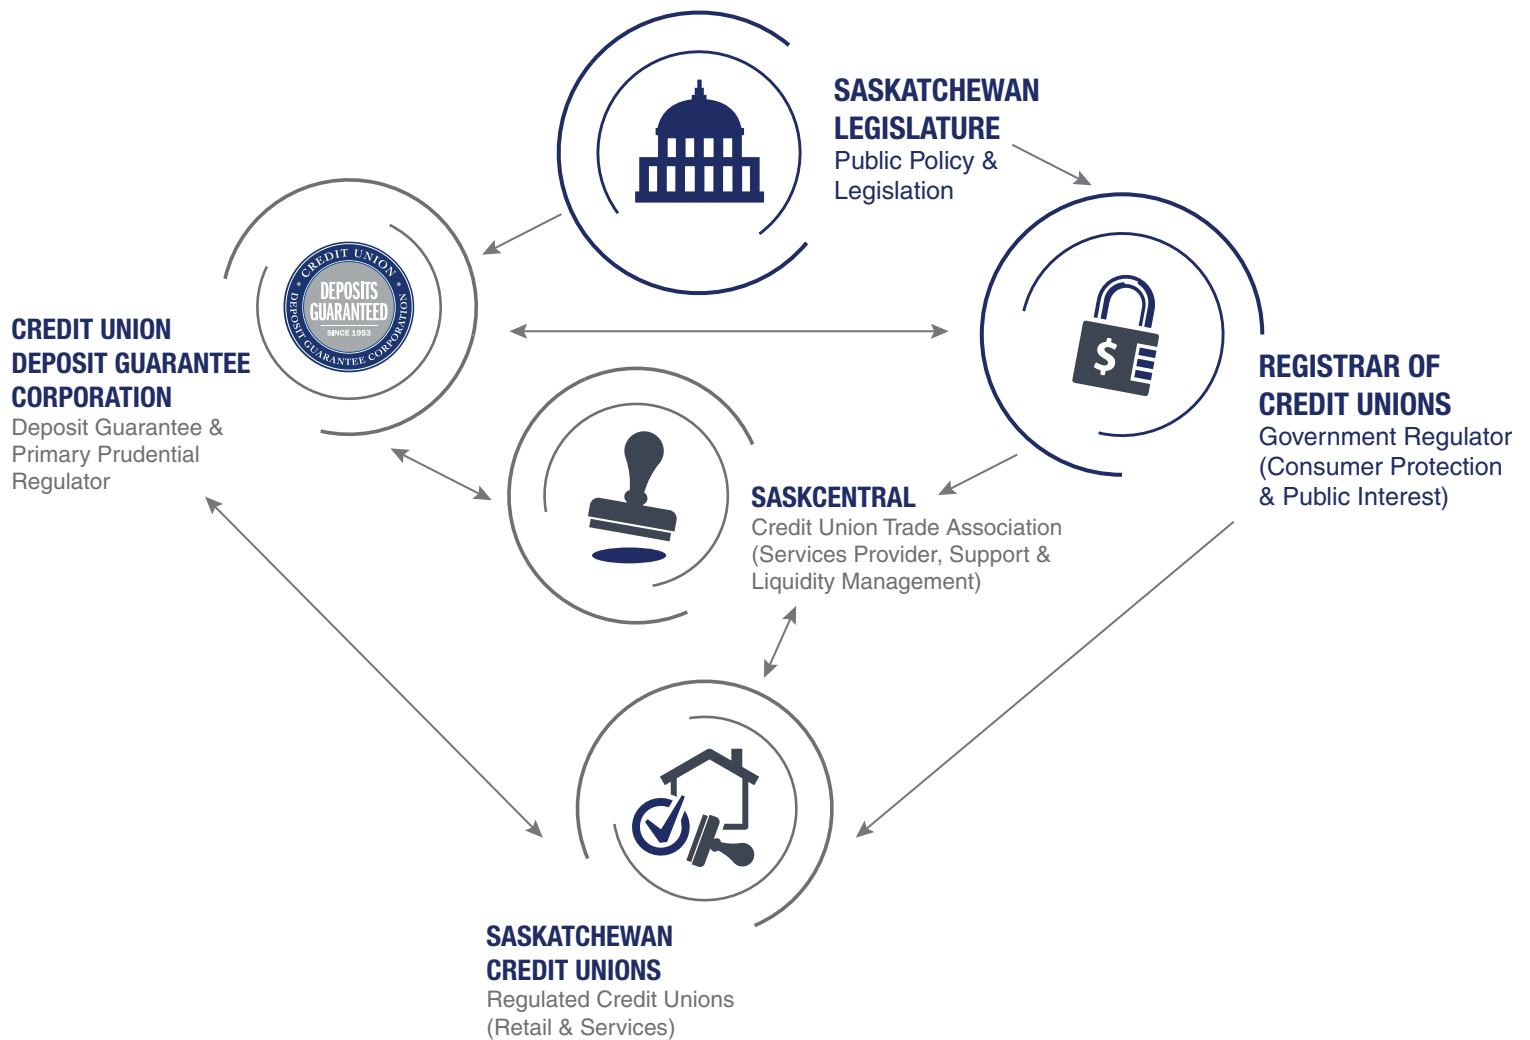 SASKATCHEWAN
LEGISLATURE
Public Policy &
Legislation
CREDIT UNION
DEPOSIT GUARANTEE CORPORATION
DEPOSITS
GUARANTEED
SINCE 1953
CREDIT UNION
DEPOSIT GUARANTEE
CORPORATION
Deposit Guarantee &
Primary Prudential
Regulator
$
REGISTRAR OF
CREDIT UNIONS
Government Regulator
(Consumer Protection
& Public Interest)
SASKCENTRAL
Credit Union Trade Association
(Services Provider, Support &
Liquidity Management)
SASKATCHEWAN
CREDIT UNIONS
Regulated Credit Unions
(Retail & Services)